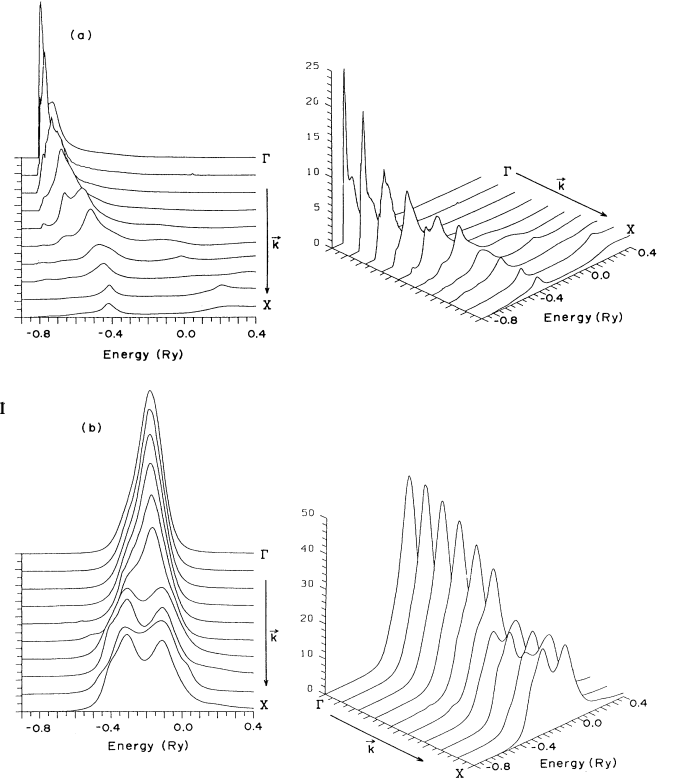 (a)
Γ
k
X
-0.8 -0.4 0.0 0.4
Energy (Ry)
25
20
15
10
5
0
Γ
k
X
0.4
0.0
-0.4
-0.8
Energy (Ry)
I
(b)
Γ
k
X
-0.8 -0.4 0.0 0.4
Energy (Ry)
50
40
30
20
10
0
Γ
k
X
0.4
0.0
-0.4
-0.8
Energy (Ry)